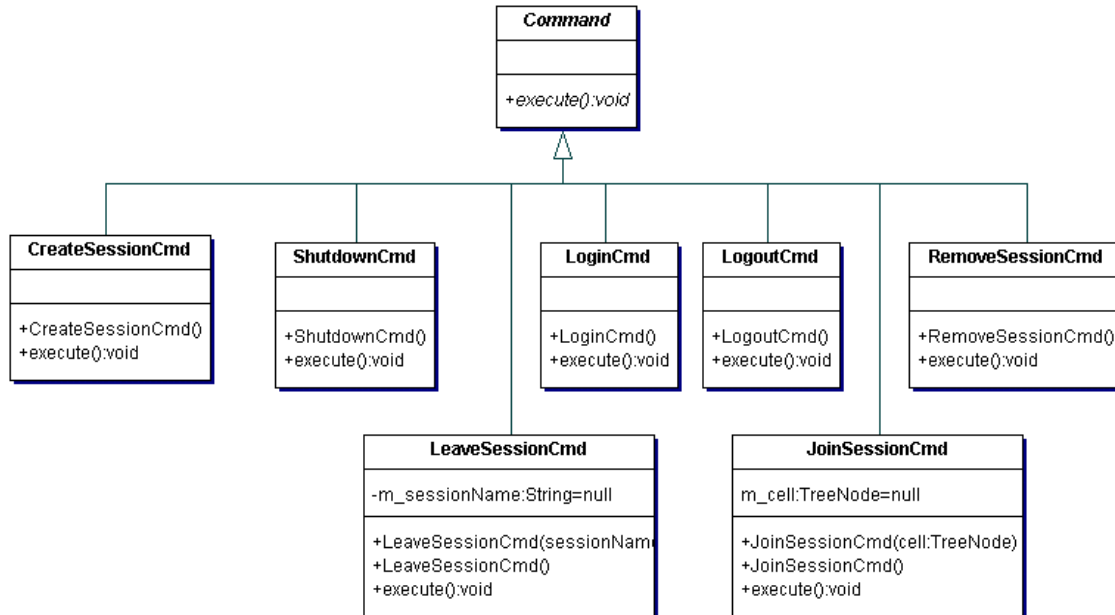 Command
+execute():void
CreateSessionCmd
+CreateSessionCmd()
+execute():void
ShutdownCmd
+ShutdownCmd()
+execute():void
LoginCmd
+LoginCmd()
+execute():void
LogoutCmd
+LogoutCmd()
+execute():void
RemoveSessionCmd
+RemoveSessionCmd()
+execute():void
LeaveSessionCmd
-m_sessionName:String=null
+LeaveSessionCmd(sessionName
+LeaveSessionCmd()
+execute():void
JoinSessionCmd
m_cell:TreeNode=null
+JoinSessionCmd(cell:TreeNode)
+JoinSessionCmd()
+execute():void